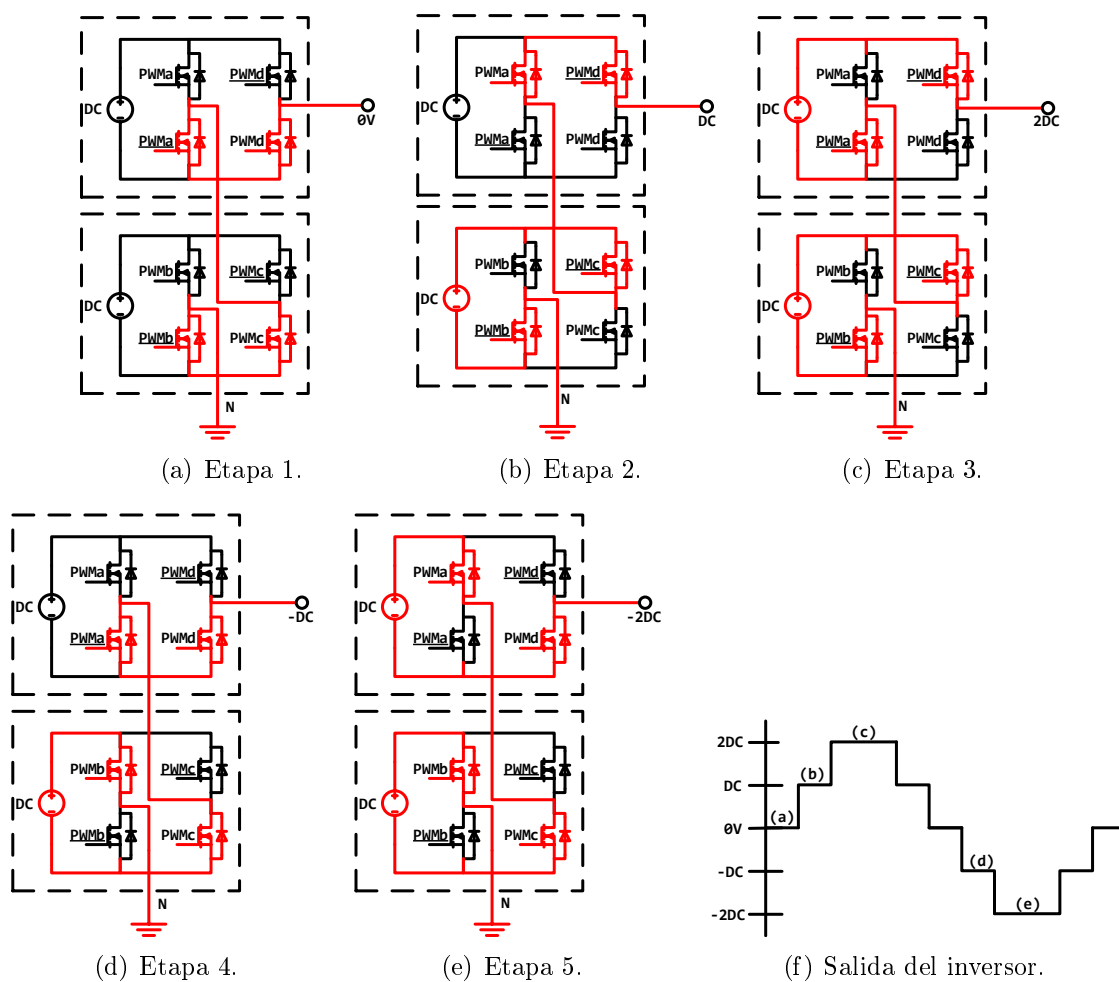 PWMa PWMd
DC
PWMa PWMd
0V
PWMb PWMc
DC
PWMb PWMc
N
(a) Etapa 1.
PWMa PWMd
DC
PWMa PWMd
DC
PWMb PWMc
DC
PWMb PWMc
N
(b) Etapa 2.
PWMa PWMd
DC
PWMa PWMd
2DC
PWMb PWMc
DC
PWMb PWMc
N
(c) Etapa 3.
PWMa PWMd
DC
PWMa PWMd
-DC
PWMb PWMc
DC
PWMb PWMc
N
(d) Etapa 4.
PWMa PWMd
DC
PWMa PWMd
-2DC
PWMb PWMc
DC
PWMb PWMc
N
(e) Etapa 5.
2DC (c)
DC (b)
0V (a)
-DC (d)
-2DC (e)
(f) Salida del inversor.